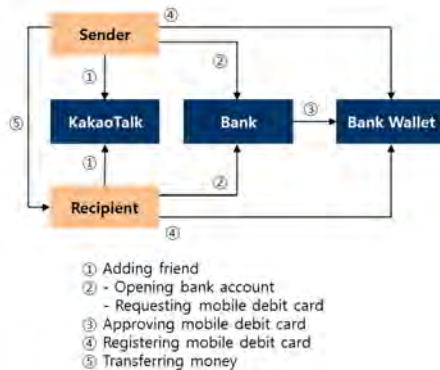 ④
Sender
①
②
⑤
KakaoTalk
Bank
③
Bank Wallet
①
②
Recipient
④
① Adding friend
② - Opening bank account
- Requesting mobile debit card
③ Approving mobile debit card
④ Registering mobile debit card
⑤ Transferring money